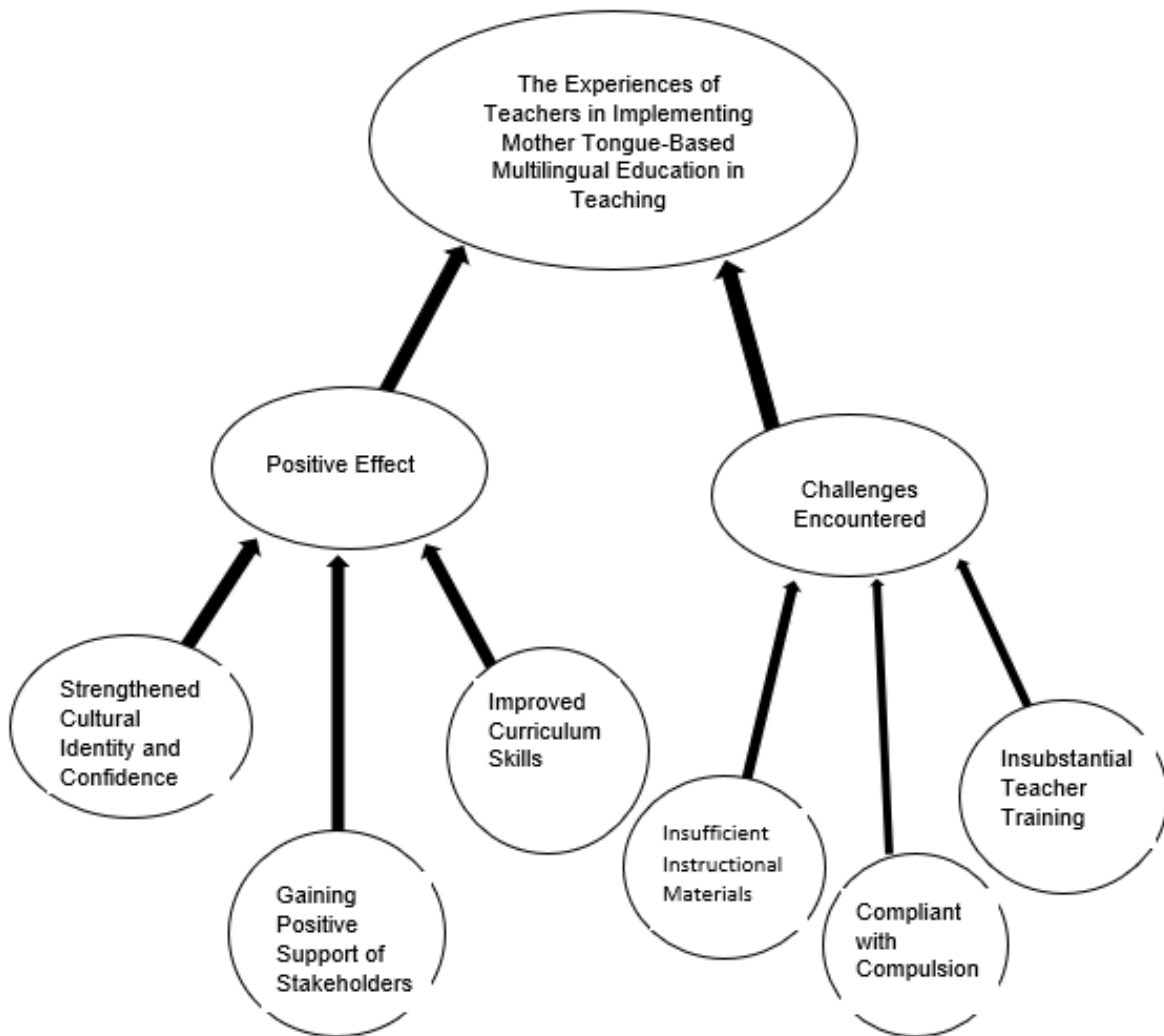 The Experiences of
Teachers in Implementing
Mother Tongue-Based
Multilingual Education in
Teaching
Positive Effect
Challenges
Encountered
Strengthened
Cultural
Identity and
Confidence
Improved
Curriculum
Skills
Insubstantial
Teacher
Training
Insufficient
Instructional
Materials
Gaining
Positive
Support of
Stakeholders
Compliant
with
Compulsion